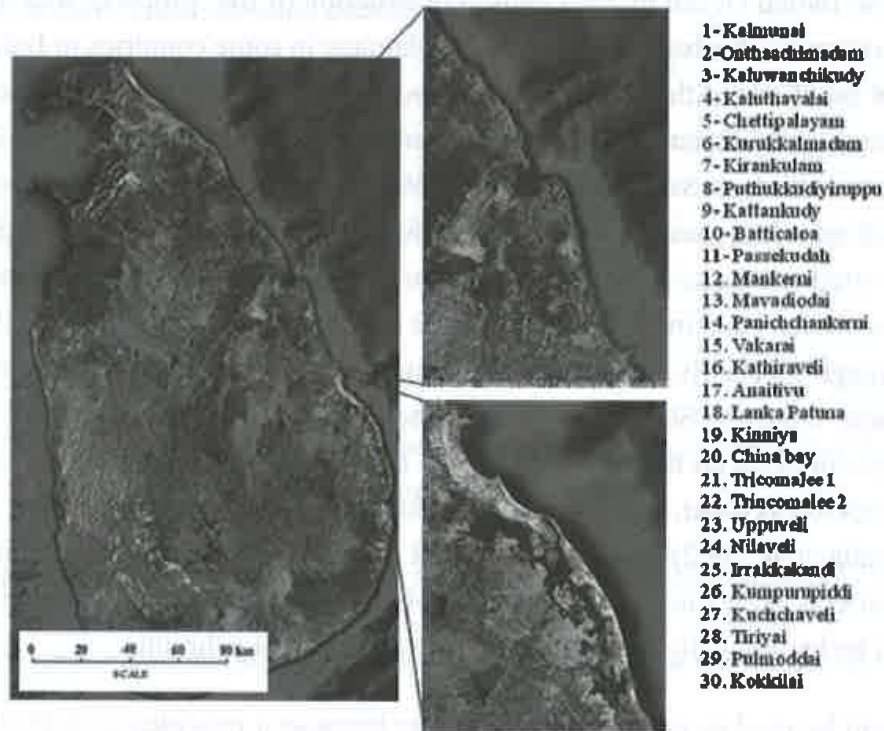 1- Kalmunai
2-Onthaachimadam
3- Kaluwanchikudy
4- Kaluthavalai
5- Chettipalayam
6- Kurukkalmadam
7- Kirankulam
8- Puthukkudiyiruppu
9- Kattankudy
10- Batticaloa
11- Passekudah
12. Mankerni
13. Mavadiodai
14. Panichchankerni
15. Vakarai
16. Kathiraveli
17. Anaitivu
18. Lanka Patuna
19. Kinniya
20. China bay
21. Tricomalee 1
22. Trincomalee 2
23. Uppuveli
24. Nilaveli
25. Irrakkakandi
26. Kumpurupiddi
27. Kuchchaveli
28. Tiriyai
29. Pulmoddai
30. Kokkilai
0 20 40 60 80 km
SCALE